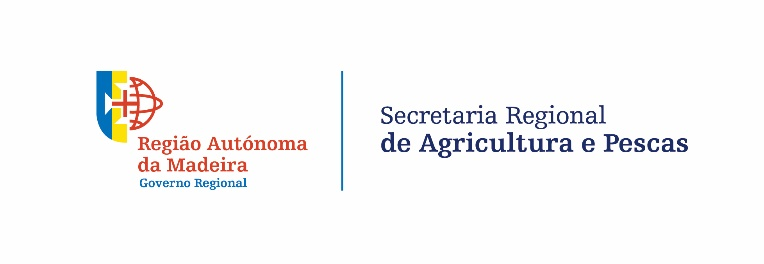 Região Autónoma
da Madeira
Governo Regional
Secretaria Regional
de Agricultura e Pescas